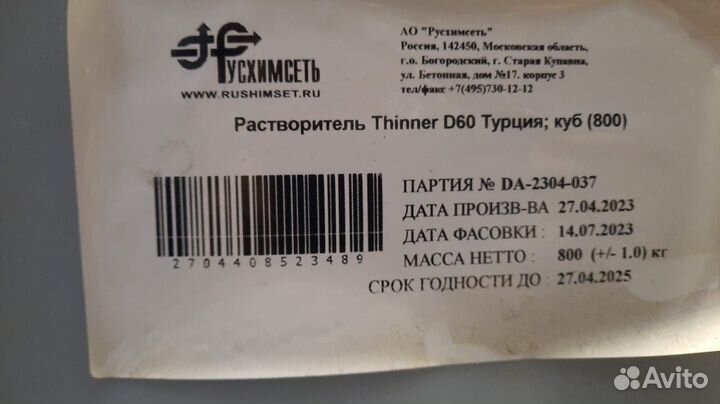 РУСХИМСЕТЬ
WWW.RUSHIMSET.RU
АО "Русхимсеть"
Россия, 142450, Московская область,
г.о. Богородский, г. Старая Купавна,
ул. Бетонная, дом №17. корпус 3
тел/факс +7(495)730-12-12
Растворитель Thinner D60 Турция; куб (800)
ПАРТИЯ № DA-2304-037
ДАТА ПРОИЗВ-ВА 27.04.2023
ДАТА ФАСОВКИ : 14.07.2023
МАССА НЕТТО : 800 (+/- 1.0) кг
СРОК ГОДНОСТИ ДО : 27.04.2025
2704408523489
Avito